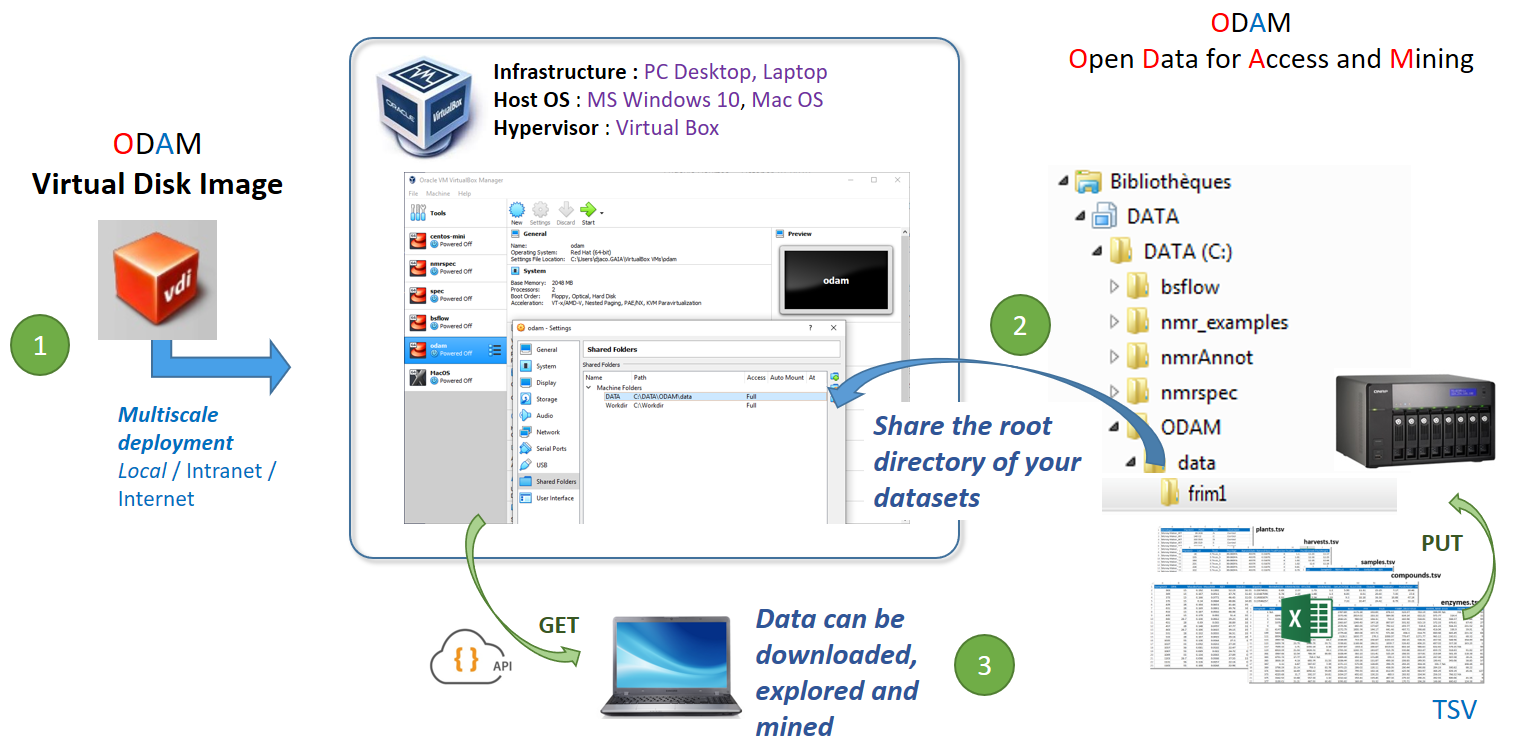 ODAM
Open Data for Access and Mining
ODAM
Virtual Disk Image
vdi
1
Multiscale
deployment
Local / Intranet /
Internet
ORACLE
VirtualBox
Infrastructure : PC Desktop, Laptop
Host OS : MS Windows 10, Mac OS
Hypervisor : Virtual Box
Oracle VM VirtualBox Manager
File Machine Help
Tools
New Settings Discard Start
centos-mini
Powered Off
nmrspec
Powered Off
spec
Powered Off
bsflow
Powered Off
odam
Powered Off
MacOS
Powered Off
General
Name: odam
Operating System: Red Hat (64-bit)
Settings File Location: C:\Users\djaco.GAIA\VirtualBox VMs\odam
System
Base Memory: 2048 MB
Processors: 2
Boot Order: Floppy, Optical, Hard Disk
Acceleration: VT-x/AMD-V, Nested Paging, PAE/NX, KVM Paravirtualization
Preview
odam
odam - Settings
General
System
Display
Storage
Audio
Network
Serial Ports
USB
Shared Folders
User Interface
Shared Folders
Shared Folders
Name Path Access Auto Mount At
Machine Folders
DATA C:\DATA\ODAM\data Full
Workdir C:\Workdir Full
2
Share the root
directory of your
datasets
Bibliothèques
DATA
DATA (C:)
bsflow
nmr_examples
nmrAnnot
nmrspec
ODAM
data
frim1
PUT
plants.tsv
harvests.tsv
samples.tsv
compounds.tsv
enzymes.ts
X
TSV
GET
{ } API
Data can be
downloaded,
explored and
mined
3